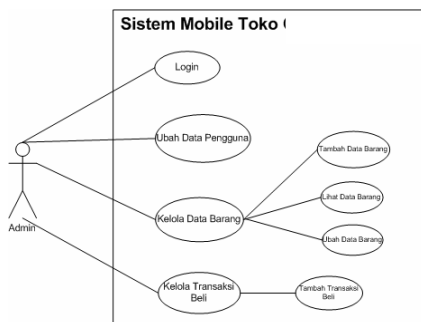 Sistem Mobile Toko
Login
Ubah Data Pengguna
Tambah Data Barang
Lihat Data Barang
Kelola Data Barang
Ubah Data Barang
Admin
Kelola Transaksi
Beli
Tambah Transaksi
Beli